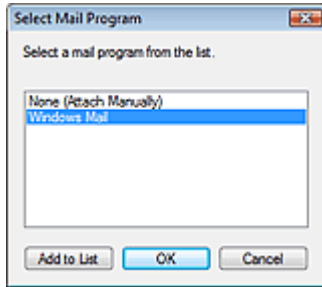 Select Mail Program
Select a mail program from the list.
None (Attach Manually)
Windows Mail
Add to List
OK
Cancel